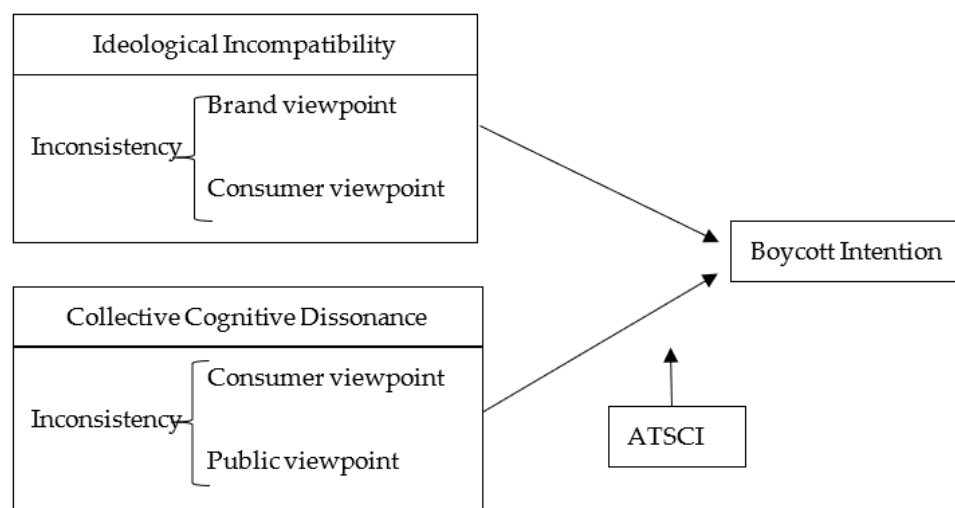 Ideological Incompatibility
Brand viewpoint
Inconsistency
Consumer viewpoint
Boycott Intention
Collective Cognitive Dissonance
Consumer viewpoint
Inconsistency
Public viewpoint
ATSCI